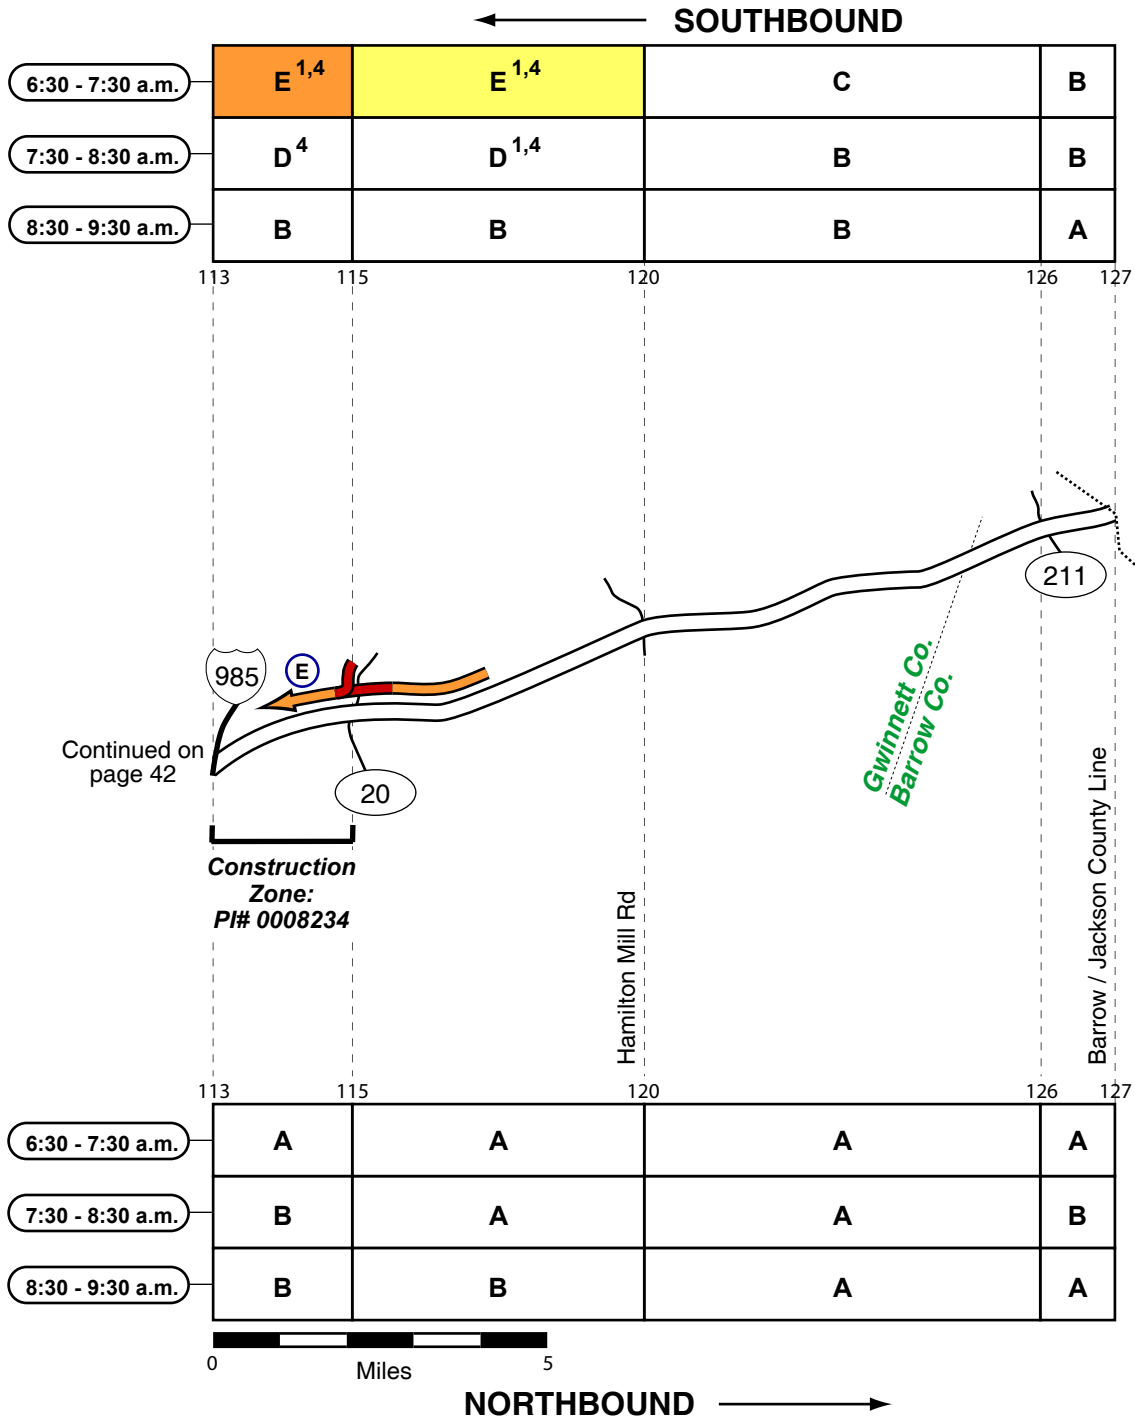 SOUTHBOUND
6:30 - 7:30 a.m. E 1,4 E 1,4 C B
7:30 - 8:30 a.m. D 4 D 1,4 B B
8:30 - 9:30 a.m. B B B A
113 115 120 126 127
211
985
E
Continued on
page 42
20
Gwinnett Co.
Barrow Co.
Construction
Zone:
PI# 0008234
Hamilton Mill Rd
Barrow / Jackson County Line
113 115 120 126 127
6:30 - 7:30 a.m. A A A A
7:30 - 8:30 a.m. B A A B
8:30 - 9:30 a.m. B B A A
0 Miles 5
NORTHBOUND